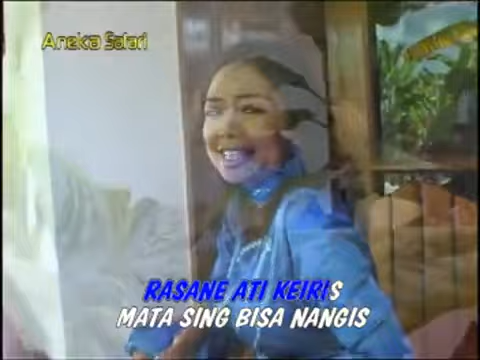 Aneka Safari
RASANE ATI KEIRIS
MATA SING BISA NANGIS